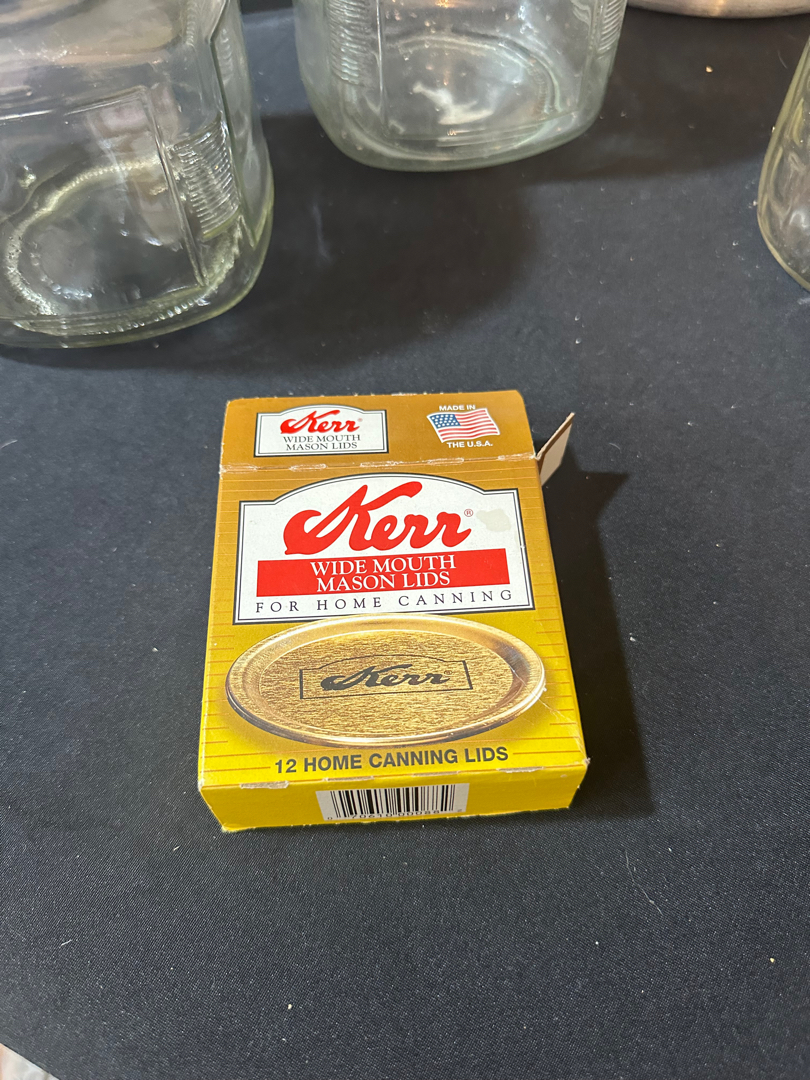 Kerr®
WIDE MOUTH
MASON LIDS
MADE IN
THE U.S.A.
Kerr®
WIDE MOUTH
MASON LIDS
FOR HOME CANNING
Kerr®
12 HOME CANNING LIDS